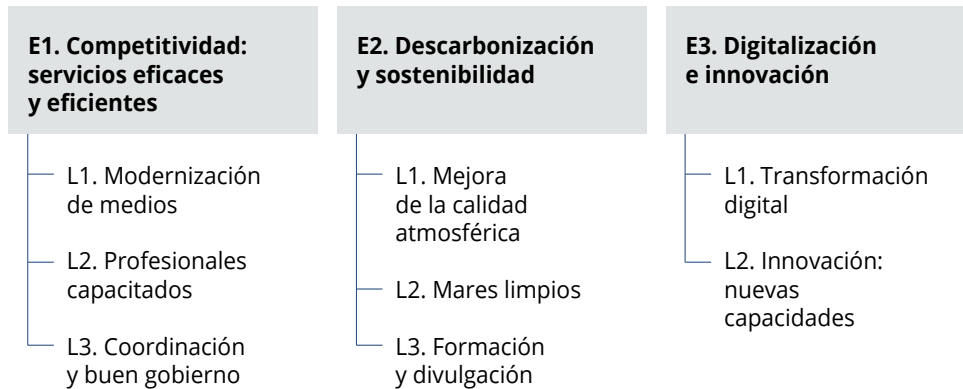 E1. Competitividad:
servicios eficaces
y eficientes
L1. Modernización
de medios
L2. Profesionales
capacitados
L3. Coordinación
y buen gobierno
E2. Descarbonización
y sostenibilidad
L1. Mejora
de la calidad
atmosférica
L2. Mares limpios
L3. Formación
y divulgación
E3. Digitalización
e innovación
L1. Transformación
digital
L2. Innovación:
nuevas
capacidades